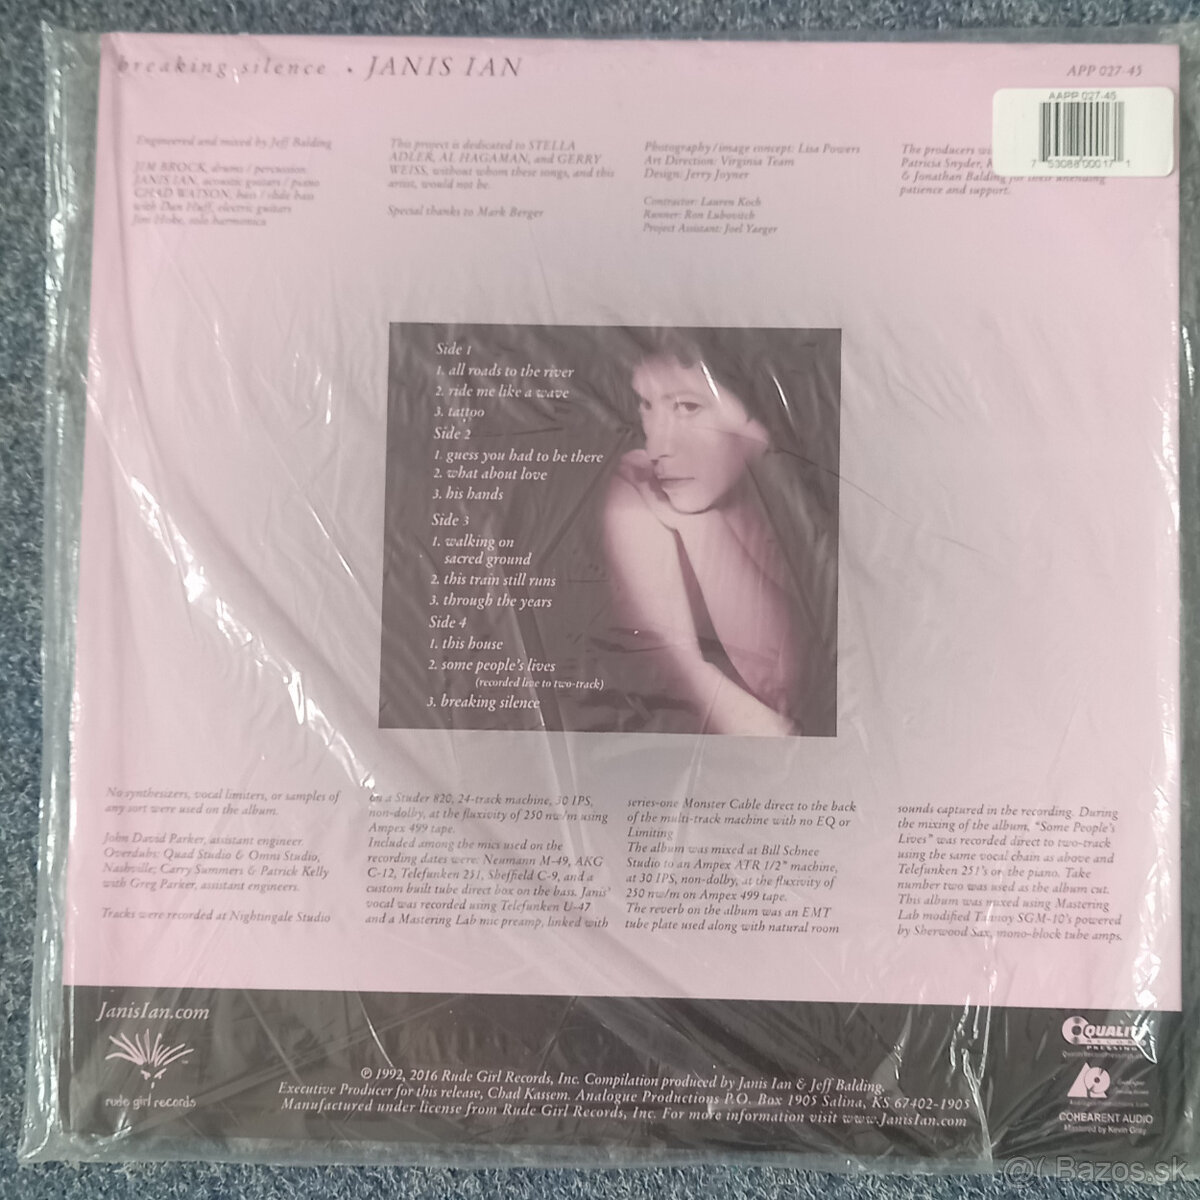 breaking silence • JANIS IAN
APP 027-45
AAPP 027-45
7 53088 00017 1
Engineered and mixed by Jeff Balding
JIM BROCK, drums / percussion
JANIS IAN, acoustic guitars / piano
CHAD WATSON, bass / slide bass
with Dan Huff, electric guitars
Jim Hoke, solo harmonica
This project is dedicated to STELLA
ADLER, AL HAGAMAN, and GERRY
WEISS, without whom these songs, and this
artist, would not be.
Special thanks to Mark Berger
Photography/image concept: Lisa Powers
Art Direction: Virginia Team
Design: Jerry Joyner
Contractor: Lauren Koch
Runner: Ron Lubovitch
Project Assistant: Joel Yaeger
The producers
Patricia Snyder,
& Jonathan Balding for their unending
patience and support.
Side 1
1. all roads to the river
2. ride me like a wave
3. tattoo
Side 2
1. guess you had to be there
2. what about love
3. his hands
Side 3
1. walking on
sacred ground
2. this train still runs
3. through the years
Side 4
1. this house
2. some people's lives
(recorded live to two-track)
3. breaking silence
No synthesizers, vocal limiters, or samples of
any sort were used on the album.
John David Parker, assistant engineer.
Overdubs: Quad Studio & Omni Studio,
Nashville; Carry Summers & Patrick Kelly
with Greg Parker, assistant engineers.
Tracks were recorded at Nightingale Studio
on a Studer 820, 24-track machine, 30 IPS,
non-dolby, at the fluxivity of 250 nw/m using
Ampex 499 tape.
Included among the mics used on the
recording dates were: Neumann M-49, AKG
C-12, Telefunken 251, Sheffield C-9, and a
custom built tube direct box on the bass. Janis'
vocal was recorded using Telefunken U-47
and a Mastering Lab mic preamp, linked with
series-one Monster Cable direct to the back
of the multi-track machine with no EQ or
Limiting
The album was mixed at Bill Schnee
Studio to an Ampex ATR 1/2" machine,
at 30 IPS, non-dolby, at the fluxivity of
250 nw/m on Ampex 499 tape.
The reverb on the album was an EMT
tube plate used along with natural room
sounds captured in the recording. During
the mixing of the album, "Some People's
Lives" was recorded direct to two-track
using the same vocal chain as above and
Telefunken 251's on the piano. Take
number two was used as the album cut.
This album was mixed using Mastering
Lab modified Tannoy SGM-10's powered
by Sherwood Sax, mono-block tube amps.
JanisIan.com
rude girl records
℗ 1992, 2016 Rude Girl Records, Inc. Compilation produced by Janis Ian & Jeff Balding.
Executive Producer for this release, Chad Kassem. Analogue Productions P.O. Box 1905 Salina, KS 67402-1905
Manufactured under license from Rude Girl Records, Inc. For more information visit www.JanisIan.com
QUALITY
RECORD
PRESSING
COHEARENT AUDIO
Mastered by Kevin Gray
@( Bazos.sk